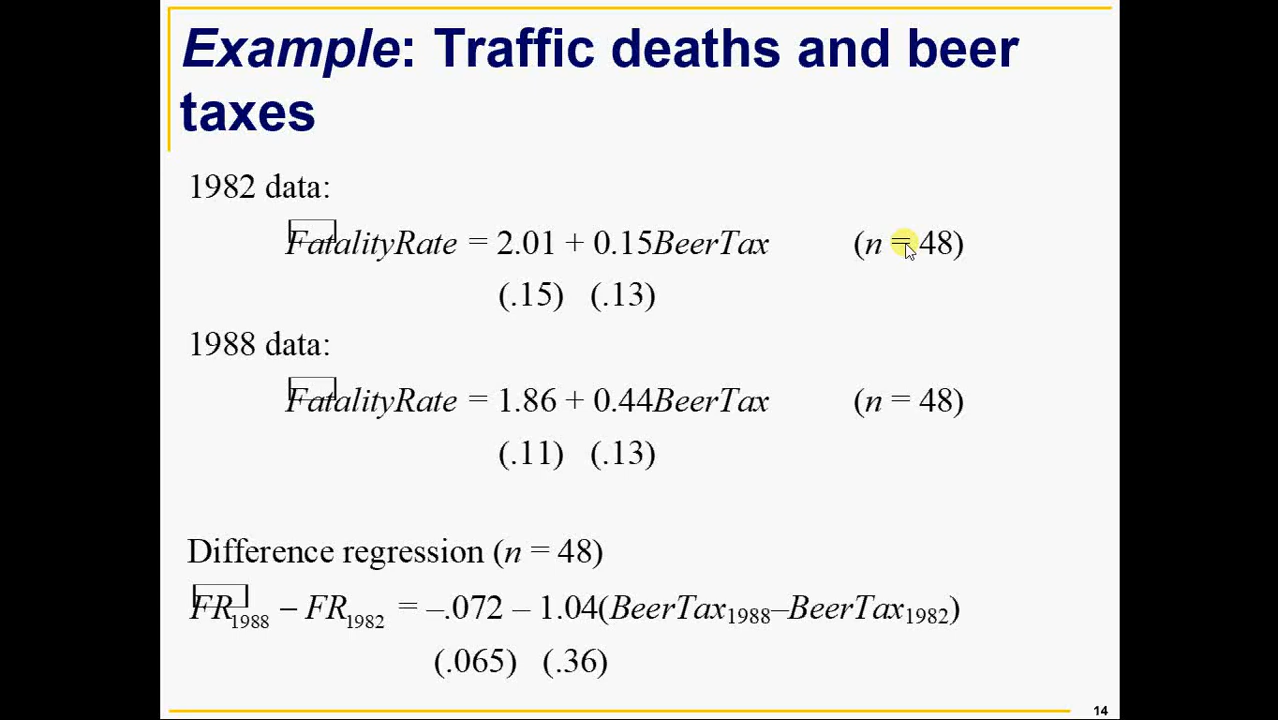 Example: Traffic deaths and beer
taxes
1982 data:
FatalityRate = 2.01 + 0.15BeerTax (n = 48)
(.15) (.13)
1988 data:
FatalityRate = 1.86 + 0.44BeerTax (n = 48)
(.11) (.13)
Difference regression (n = 48)
FR1988 – FR1982 = –.072 – 1.04(BeerTax1988–BeerTax1982)
(.065) (.36)
14